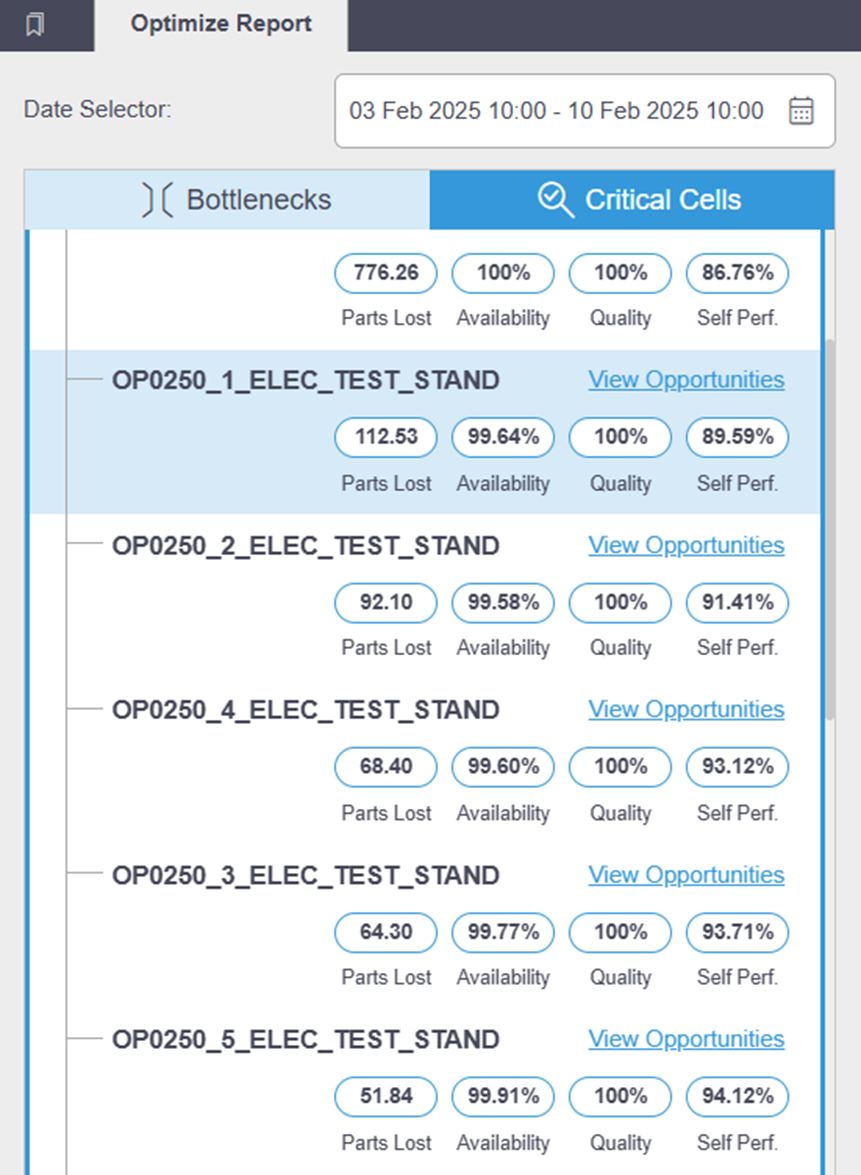 Optimize Report
Date Selector: 03 Feb 2025 10:00 - 10 Feb 2025 10:00
Bottlenecks Critical Cells
776.26 100% 100% 86.76%
Parts Lost Availability Quality Self Perf.
OP0250_1_ELEC_TEST_STAND View Opportunities
112.53 99.64% 100% 89.59%
Parts Lost Availability Quality Self Perf.
OP0250_2_ELEC_TEST_STAND View Opportunities
92.10 99.58% 100% 91.41%
Parts Lost Availability Quality Self Perf.
OP0250_4_ELEC_TEST_STAND View Opportunities
68.40 99.60% 100% 93.12%
Parts Lost Availability Quality Self Perf.
OP0250_3_ELEC_TEST_STAND View Opportunities
64.30 99.77% 100% 93.71%
Parts Lost Availability Quality Self Perf.
OP0250_5_ELEC_TEST_STAND View Opportunities
51.84 99.91% 100% 94.12%
Parts Lost Availability Quality Self Perf.